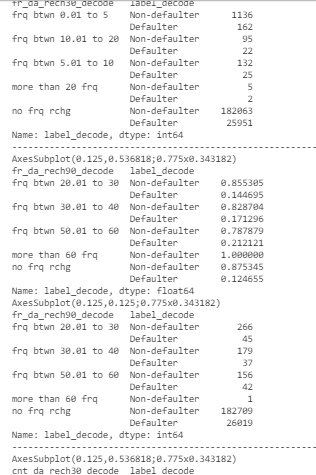 fr_da_rech30_decode label_decode
frq btwn 0.01 to 5 Non-defaulter 1136
Defaulter 162
frq btwn 10.01 to 20 Non-defaulter 95
Defaulter 22
frq btwn 5.01 to 10 Non-defaulter 132
Defaulter 25
more than 20 frq Non-defaulter 5
Defaulter 2
no frq rchg Non-defaulter 182063
Defaulter 25951
Name: label_decode, dtype: int64
------------------------------------------------------------
AxesSubplot(0.125,0.536818;0.775x0.343182)
fr_da_rech90_decode label_decode
frq btwn 20.01 to 30 Non-defaulter 0.855305
Defaulter 0.144695
frq btwn 30.01 to 40 Non-defaulter 0.828704
Defaulter 0.171296
frq btwn 50.01 to 60 Non-defaulter 0.787879
Defaulter 0.212121
more than 60 frq Non-defaulter 1.000000
no frq rchg Non-defaulter 0.875345
Defaulter 0.124655
Name: label_decode, dtype: float64
AxesSubplot(0.125,0.125;0.775x0.343182)
fr_da_rech90_decode label_decode
frq btwn 20.01 to 30 Non-defaulter 266
Defaulter 45
frq btwn 30.01 to 40 Non-defaulter 179
Defaulter 37
frq btwn 50.01 to 60 Non-defaulter 156
Defaulter 42
more than 60 frq Non-defaulter 1
no frq rchg Non-defaulter 182709
Defaulter 26019
Name: label_decode, dtype: int64
------------------------------------------------------------
AxesSubplot(0.125,0.536818;0.775x0.343182)
cnt_da_rech30_decode label_decode